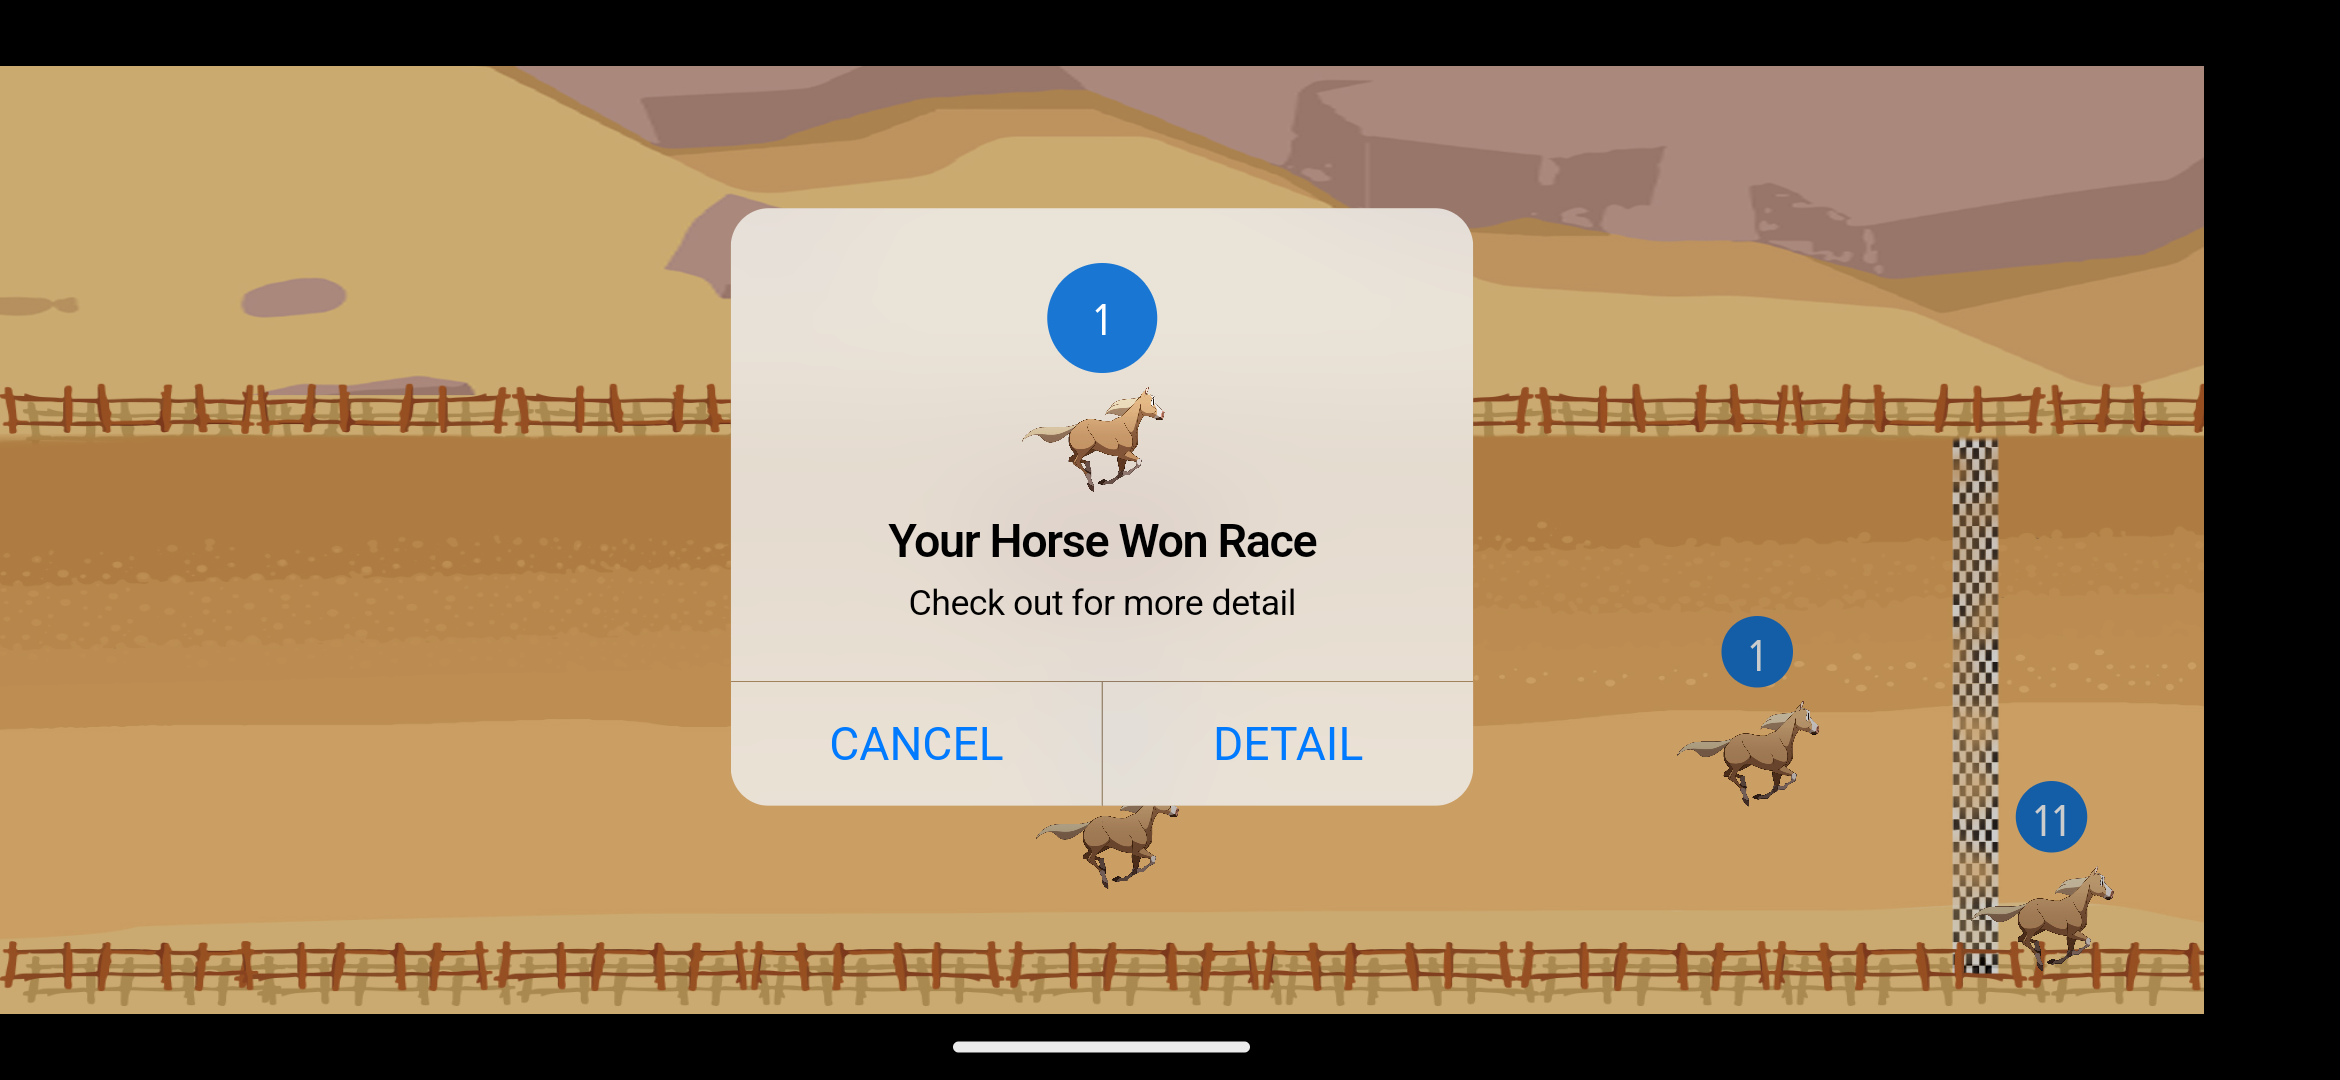 1
Your Horse Won Race
Check out for more detail
CANCEL
DETAIL
1
11